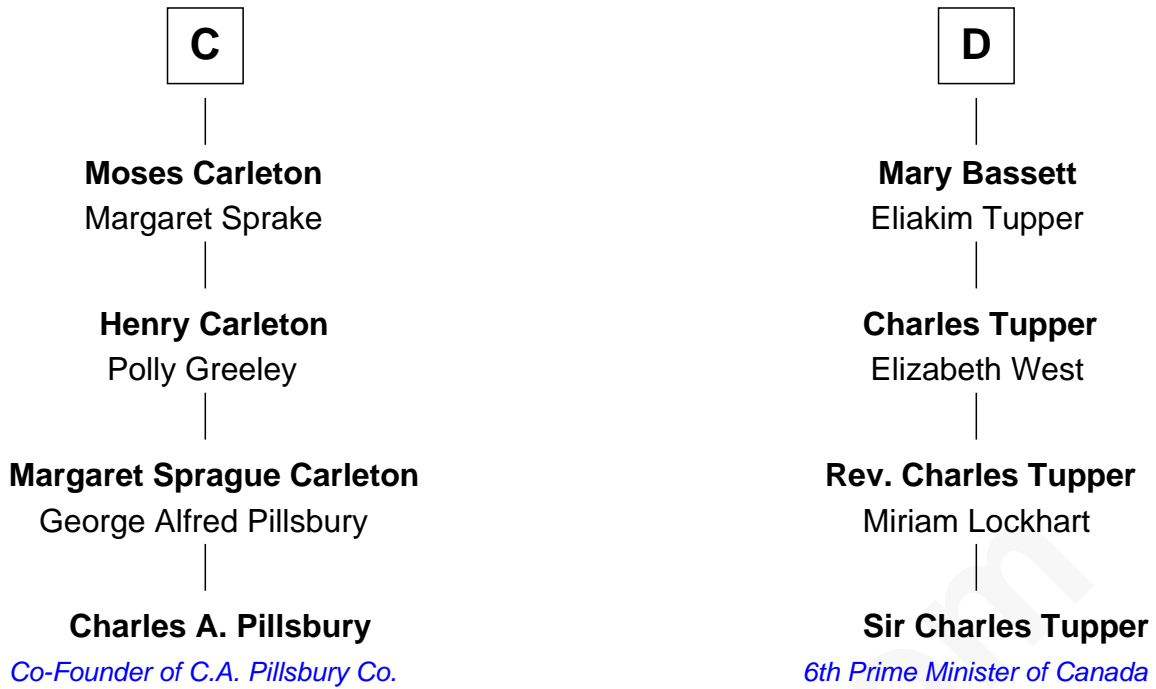 C
Moses Carleton
Margaret Sprake
Henry Carleton
Polly Greeley
Margaret Sprague Carleton
George Alfred Pillsbury
Charles A. Pillsbury
Co-Founder of C.A. Pillsbury Co.
D
Mary Bassett
Eliakim Tupper
Charles Tupper
Elizabeth West
Rev. Charles Tupper
Miriam Lockhart
Sir Charles Tupper
6th Prime Minister of Canada